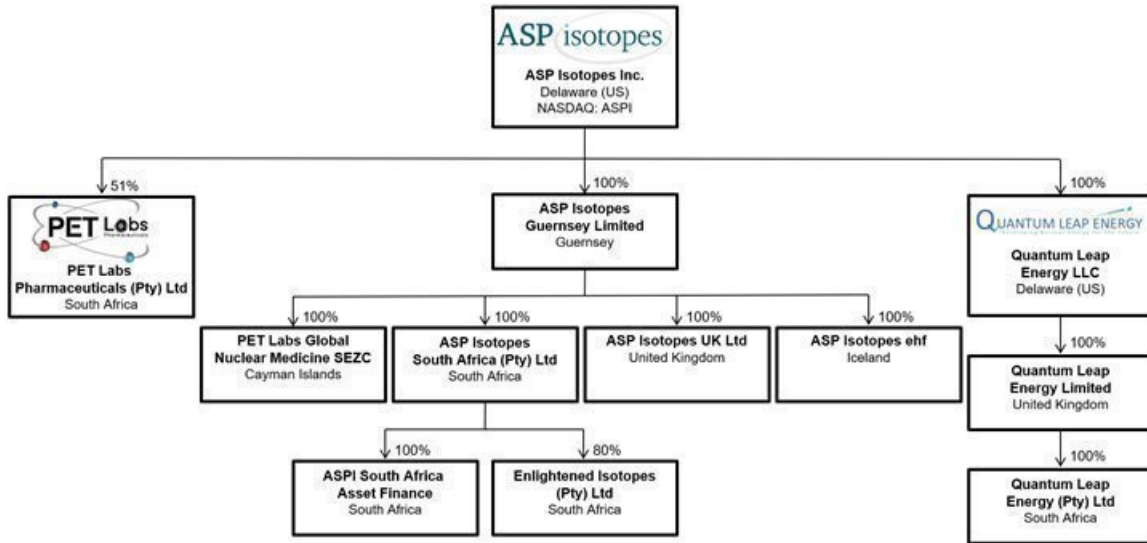 ASP isotopes
ASP Isotopes Inc.
Delaware (US)
NASDAQ: ASPI
51%
100%
100%
PET Labs
Pharmaceuticals
PET Labs
Pharmaceuticals (Pty) Ltd
South Africa
ASP Isotopes
Guernsey Limited
Guernsey
QUANTUM LEAP ENERGY
Quantum Leap
Energy LLC
Delaware (US)
100%
100%
100%
100%
100%
PET Labs Global
Nuclear Medicine SEZC
Cayman Islands
ASP Isotopes
South Africa (Pty) Ltd
South Africa
ASP Isotopes UK Ltd
United Kingdom
ASP Isotopes ehf
Iceland
Quantum Leap
Energy Limited
United Kingdom
100%
80%
100%
ASPI South Africa
Asset Finance
South Africa
Enlightened Isotopes
(Pty) Ltd
South Africa
Quantum Leap
Energy (Pty) Ltd
South Africa